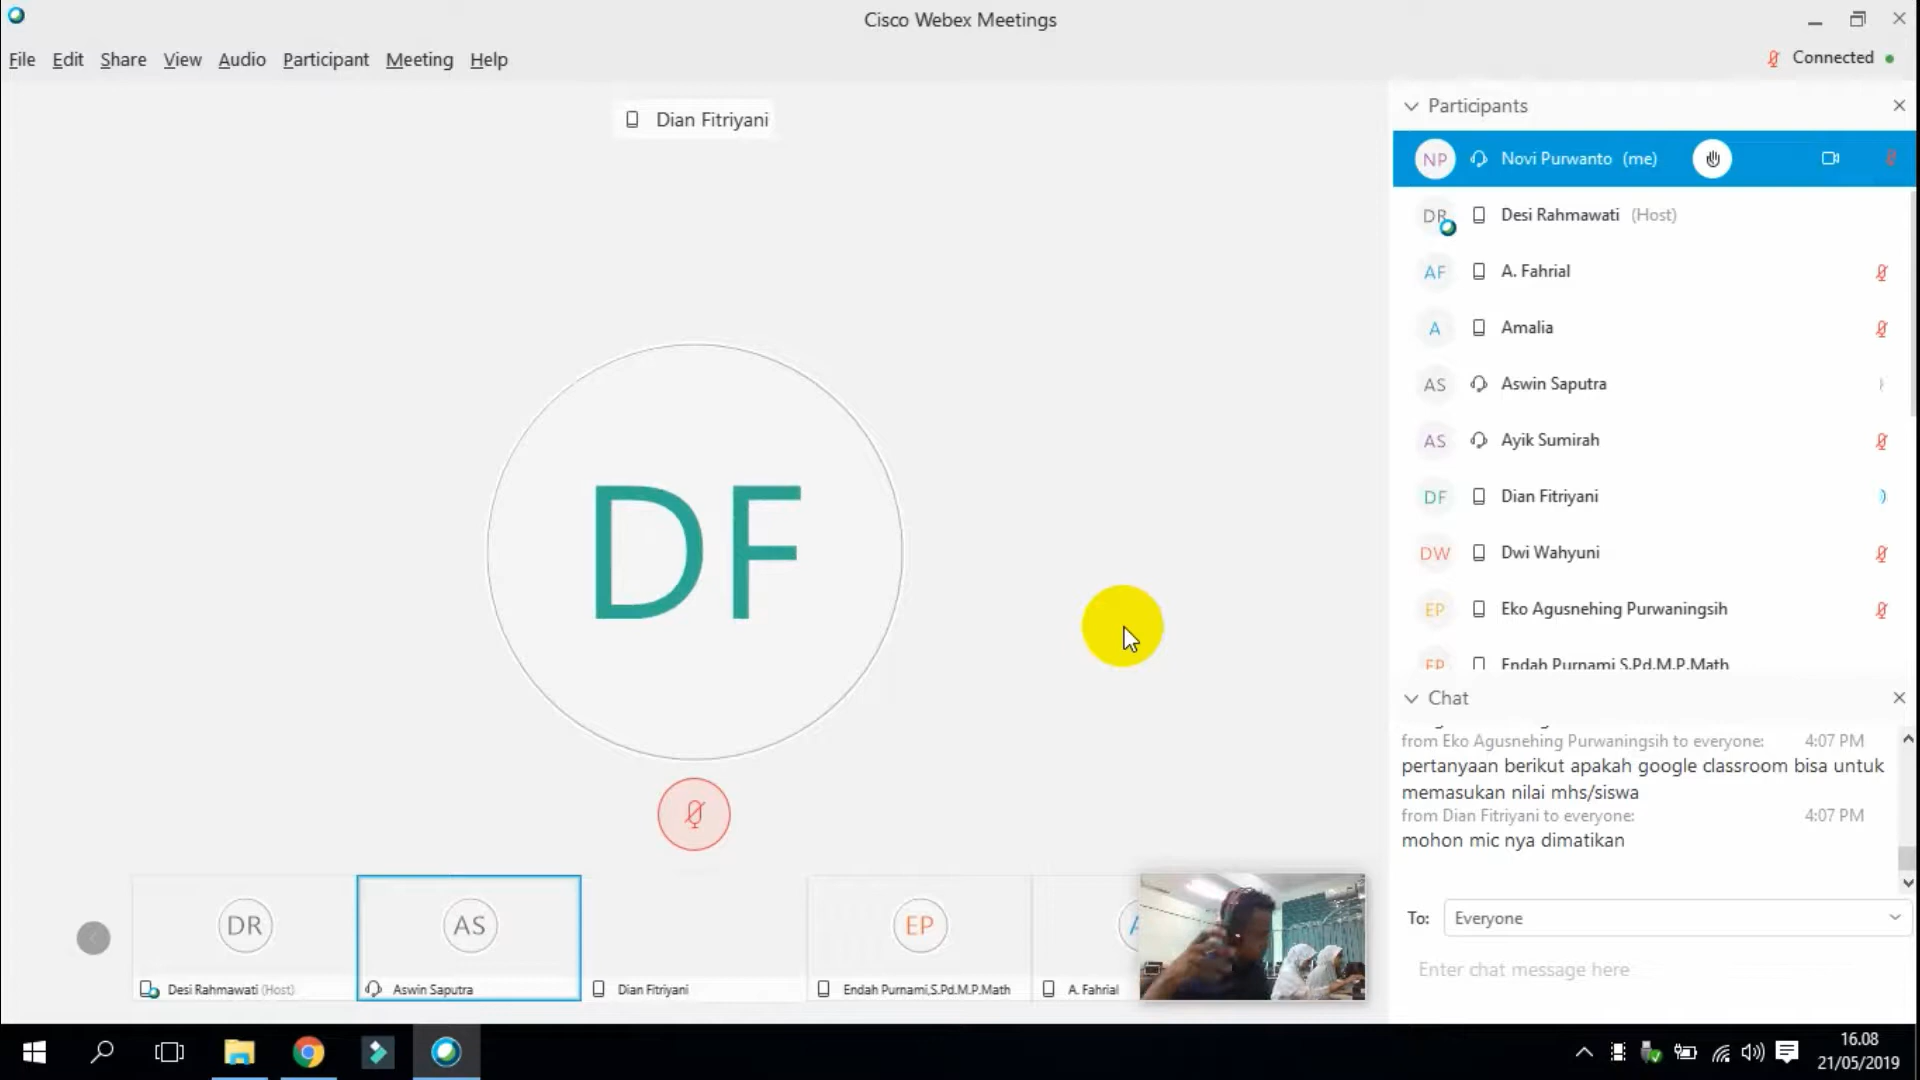 Cisco Webex Meetings
File Edit Share View Audio Participant Meeting Help
Connected
Dian Fitriyani
DF
Participants
NP Novi Purwanto (me)
DR Desi Rahmawati (Host)
AF A. Fahrial
A Amalia
AS Aswin Saputra
AS Ayik Sumirah
DF Dian Fitriyani
DW Dwi Wahyuni
EP Eko Agusnehing Purwaningsih
EP Endah Purnami,S.Pd.M.P.Math
Chat
from Eko Agusnehing Purwaningsih to everyone: 4:07 PM
pertanyaan berikut apakah google classroom bisa untuk
memasukan nilai mhs/siswa
from Dian Fitriyani to everyone: 4:07 PM
mohon mic nya dimatikan
To: Everyone
Enter chat message here
DR
AS
EP
Desi Rahmawati (Host)
Aswin Saputra
Dian Fitriyani
Endah Purnami,S.Pd.M.P.Math
A. Fahrial
16.08
21/05/2019